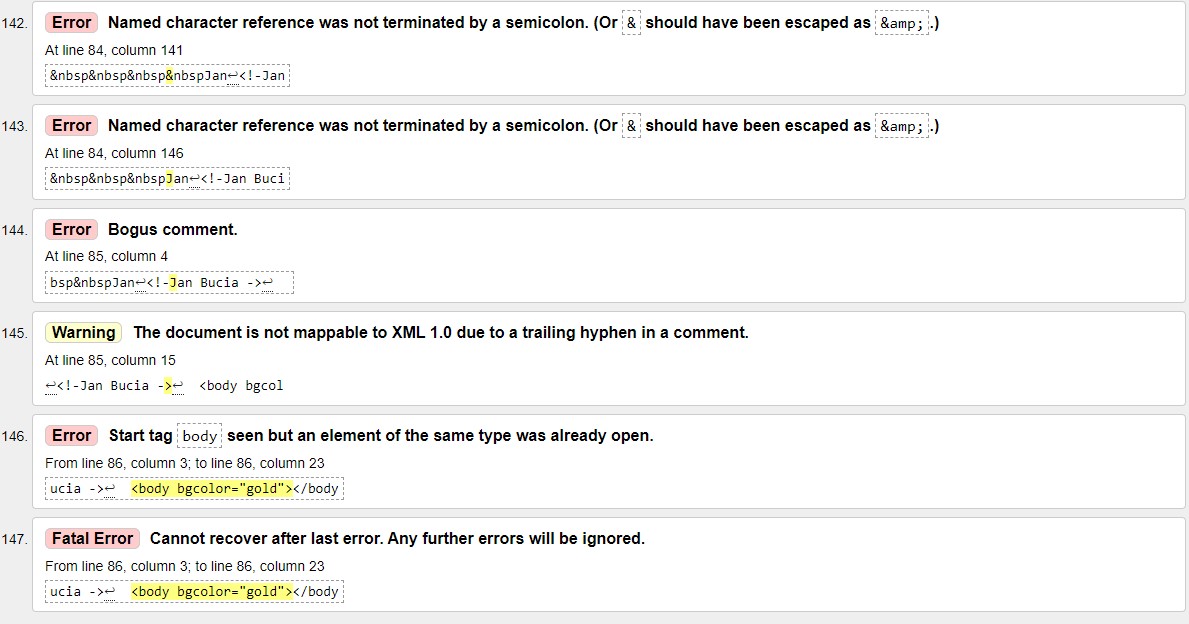 142. Error Named character reference was not terminated by a semicolon. (Or & should have been escaped as &amp;.)
At line 84, column 141
&nbsp&nbsp&nbsp&nbspJan↩<!-Jan
143. Error Named character reference was not terminated by a semicolon. (Or & should have been escaped as &amp;.)
At line 84, column 146
&nbsp&nbsp&nbspJan↩<!-Jan Buci
144. Error Bogus comment.
At line 85, column 4
bsp&nbspJan↩<!-Jan Bucia ->↩
145. Warning The document is not mappable to XML 1.0 due to a trailing hyphen in a comment.
At line 85, column 15
↩<!-Jan Bucia ->↩  <body bgcol
146. Error Start tag body seen but an element of the same type was already open.
From line 86, column 3; to line 86, column 23
ucia ->↩  <body bgcolor="gold"></body
147. Fatal Error Cannot recover after last error. Any further errors will be ignored.
From line 86, column 3; to line 86, column 23
ucia ->↩  <body bgcolor="gold"></body